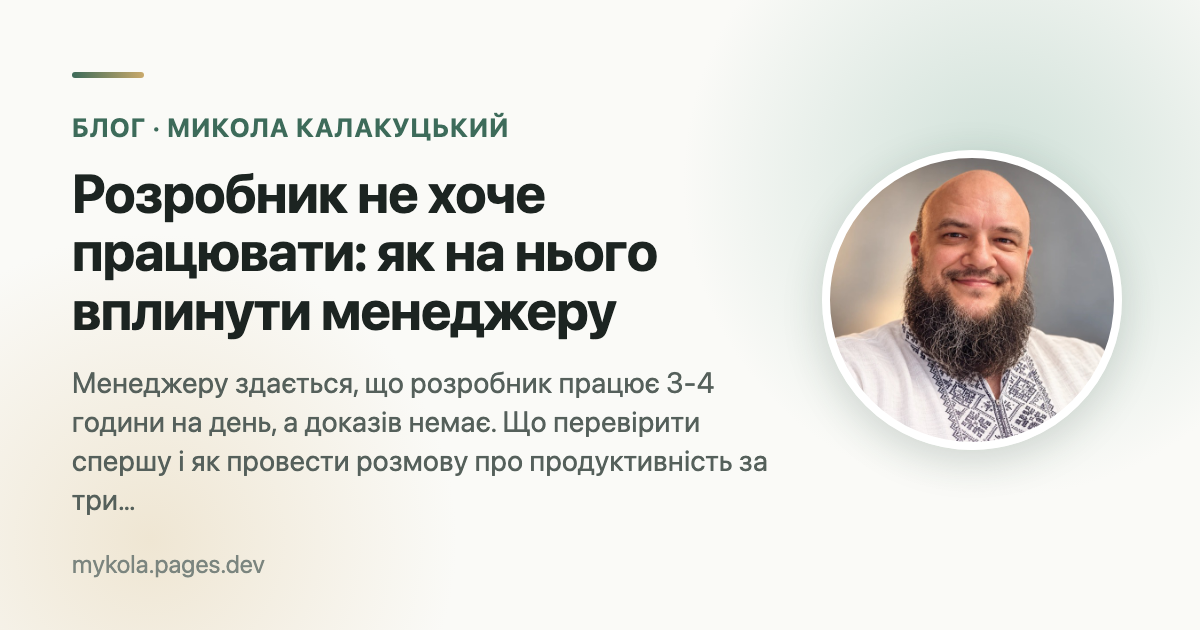 БЛОГ · МИКОЛА КАЛАКУЦЬКИЙ
Розробник не хоче
працювати: як на нього
вплинути менеджеру
Менеджеру здається, що розробник працює 3-4
години на день, а доказів немає. Що перевірити
спершу і як провести розмову про продуктивність за
три…
mykola.pages.dev